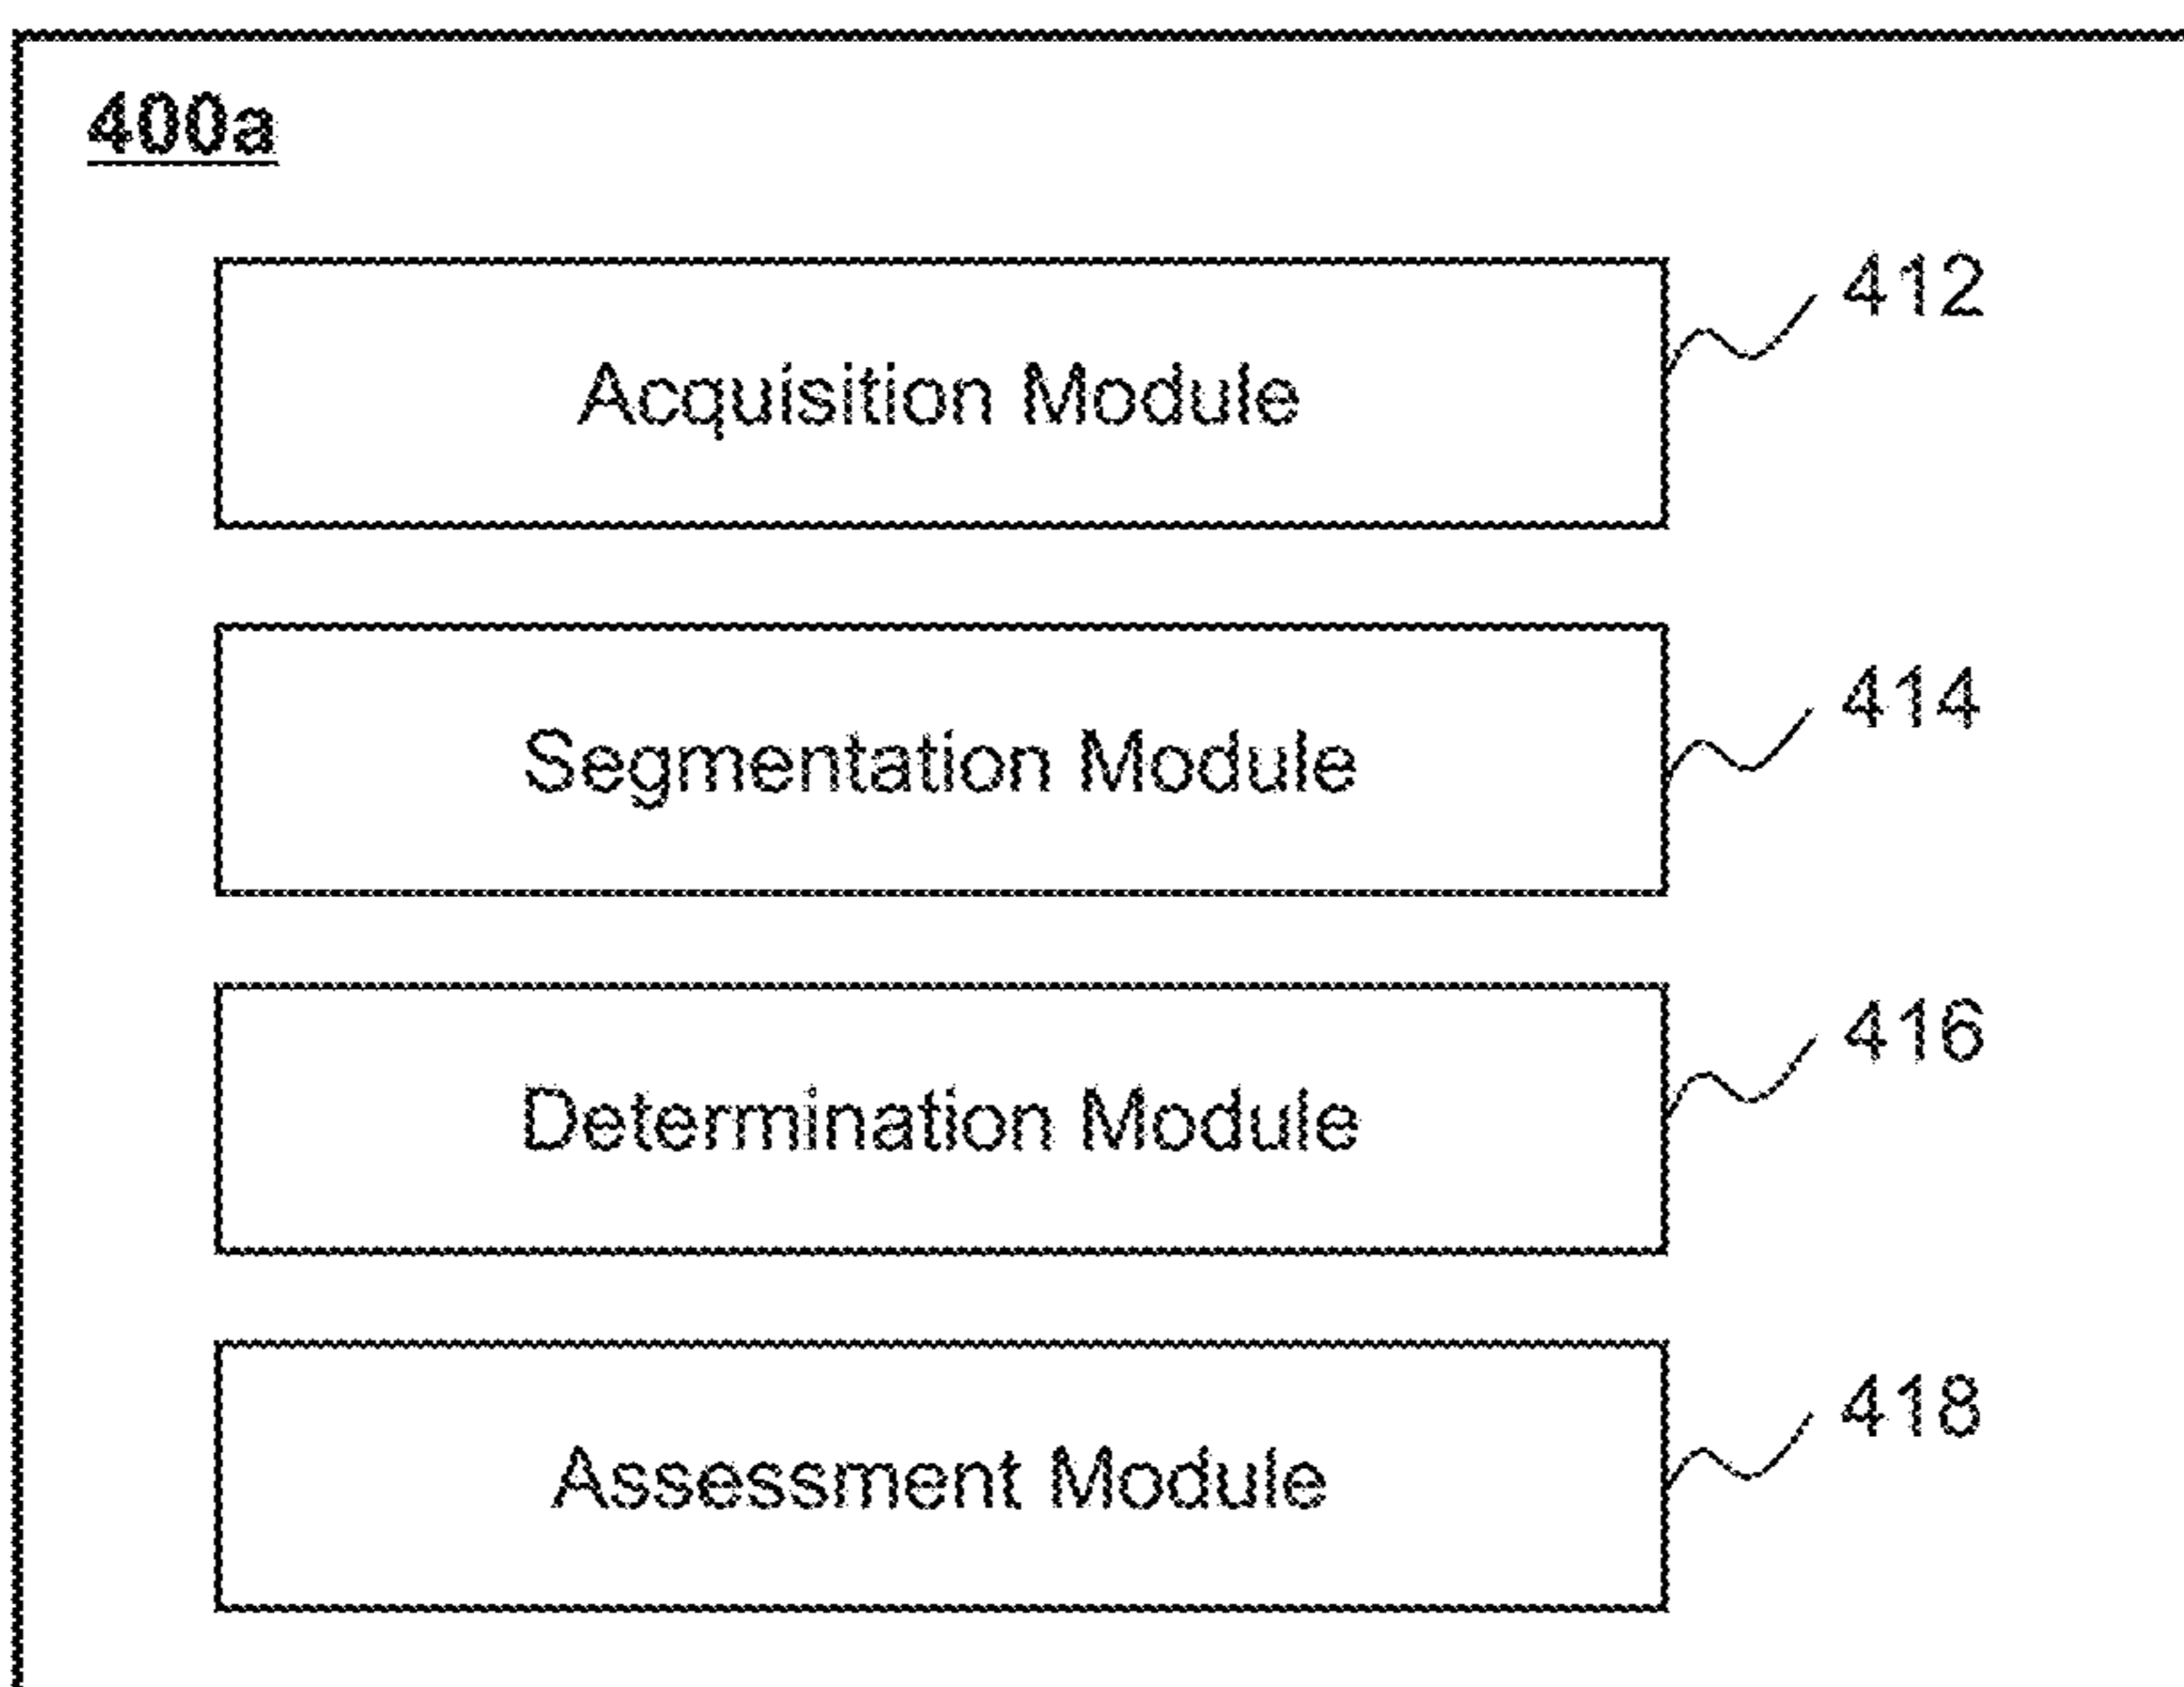 400a
412
Acquisition Module
414
Segmentation Module
416
Determination Module
418
Assessment Module